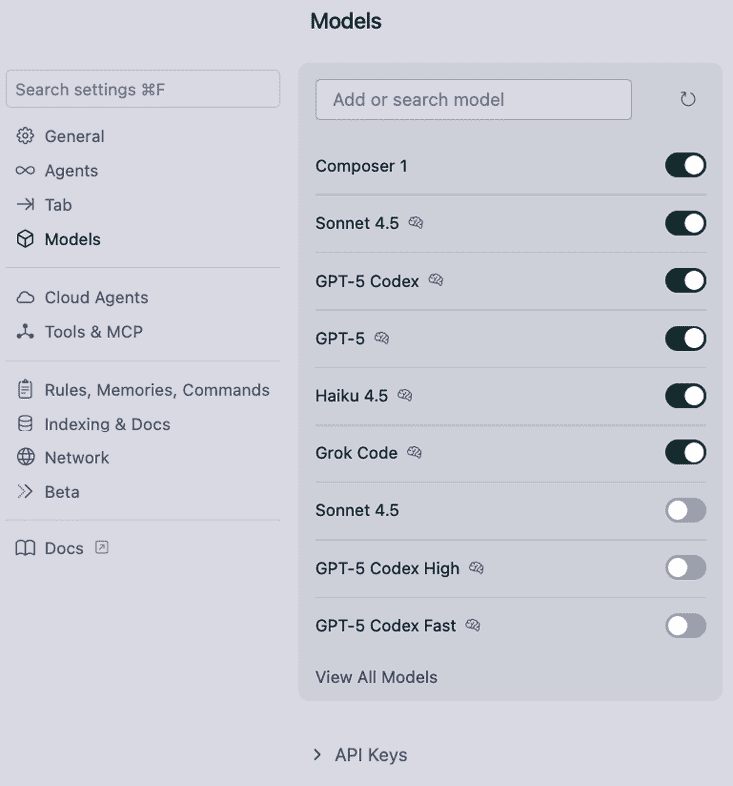 Models
Search settings ⌘F
General
Agents
Tab
Models
Cloud Agents
Tools & MCP
Rules, Memories, Commands
Indexing & Docs
Network
Beta
Docs
Add or search model
Composer 1
Sonnet 4.5
GPT-5 Codex
GPT-5
Haiku 4.5
Grok Code
Sonnet 4.5
GPT-5 Codex High
GPT-5 Codex Fast
View All Models
API Keys